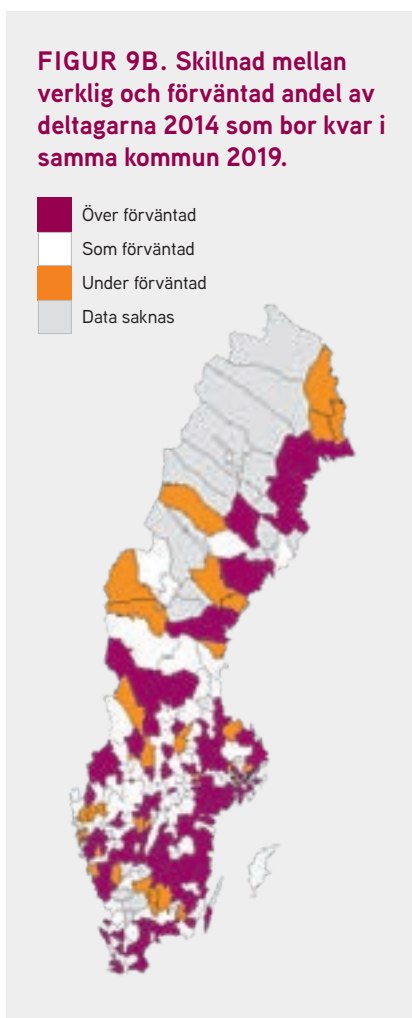 FIGUR 9B. Skillnad mellan
verklig och förväntad andel av
deltagarna 2014 som bor kvar i
samma kommun 2019.
Över förväntad
Som förväntad
Under förväntad
Data saknas